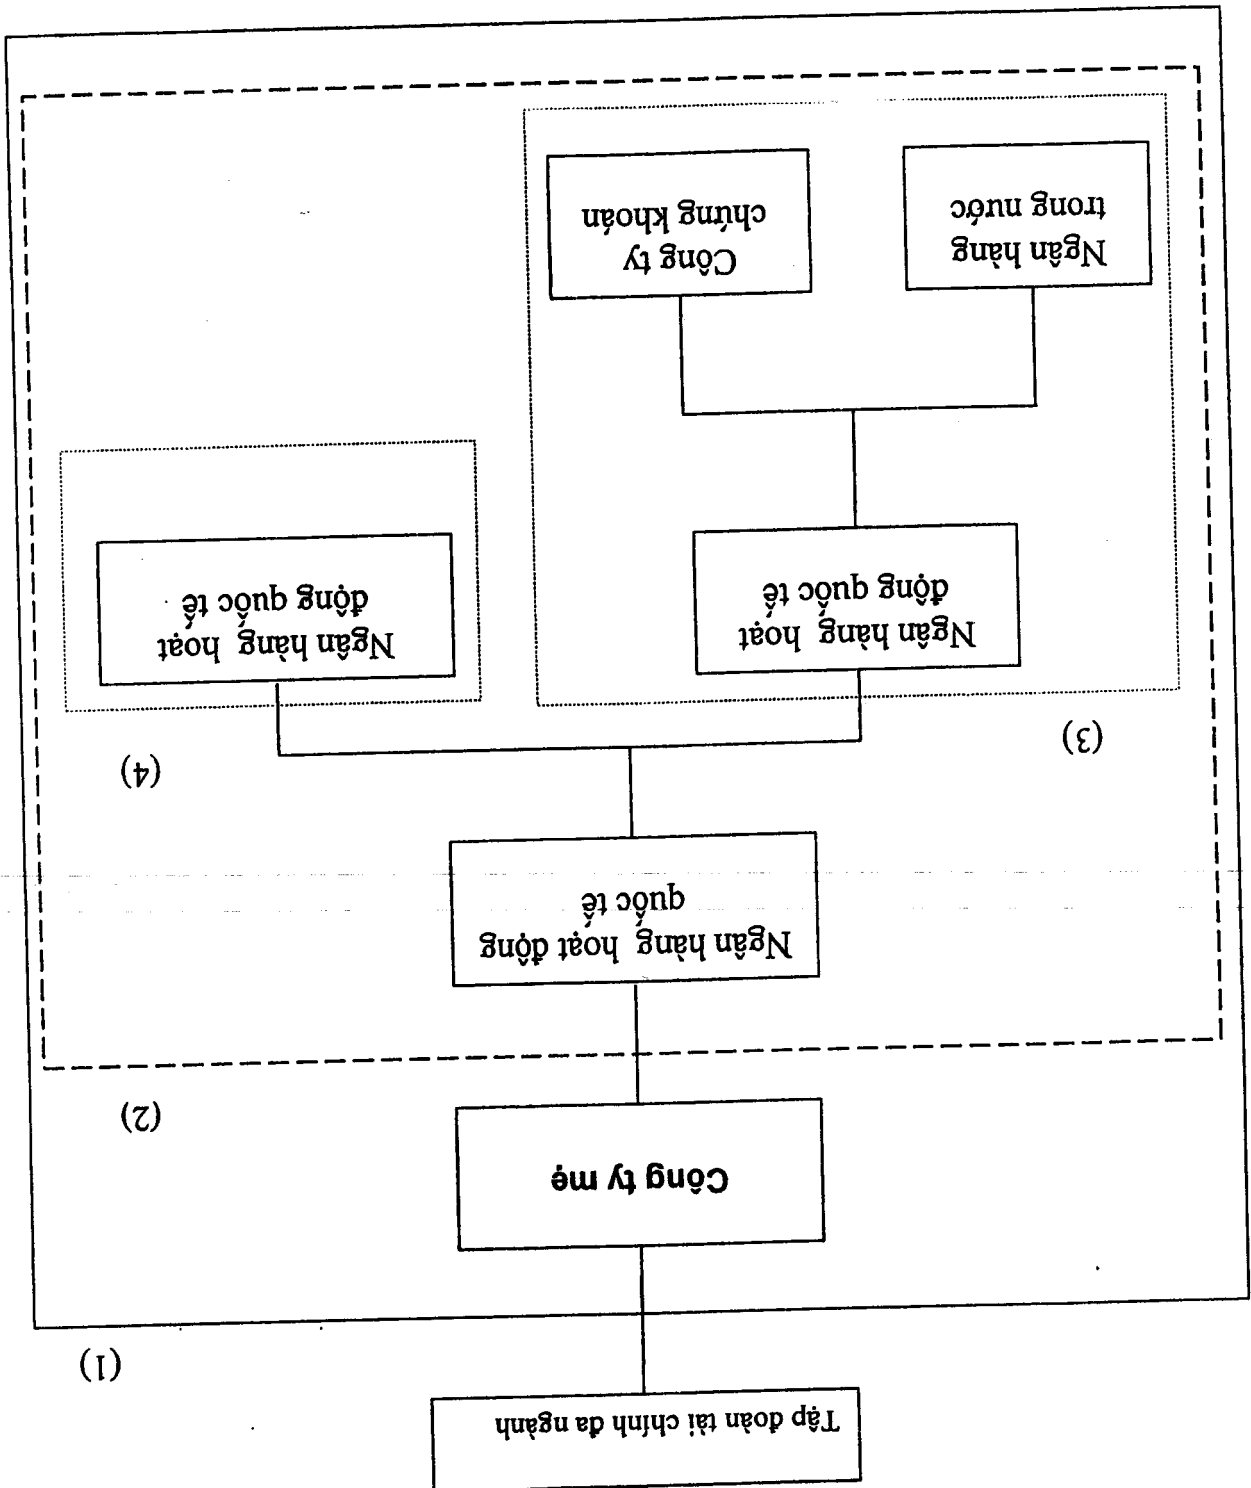 Tập đoàn tài chính đa ngành
(1)
Công ty mẹ
(2)
Ngân hàng hoạt động
quốc tế
(3)
(4)
Ngân hàng hoạt
động quốc tế
Ngân hàng hoạt
động quốc tế
Ngân hàng
trong nước
Công ty
chứng khoán